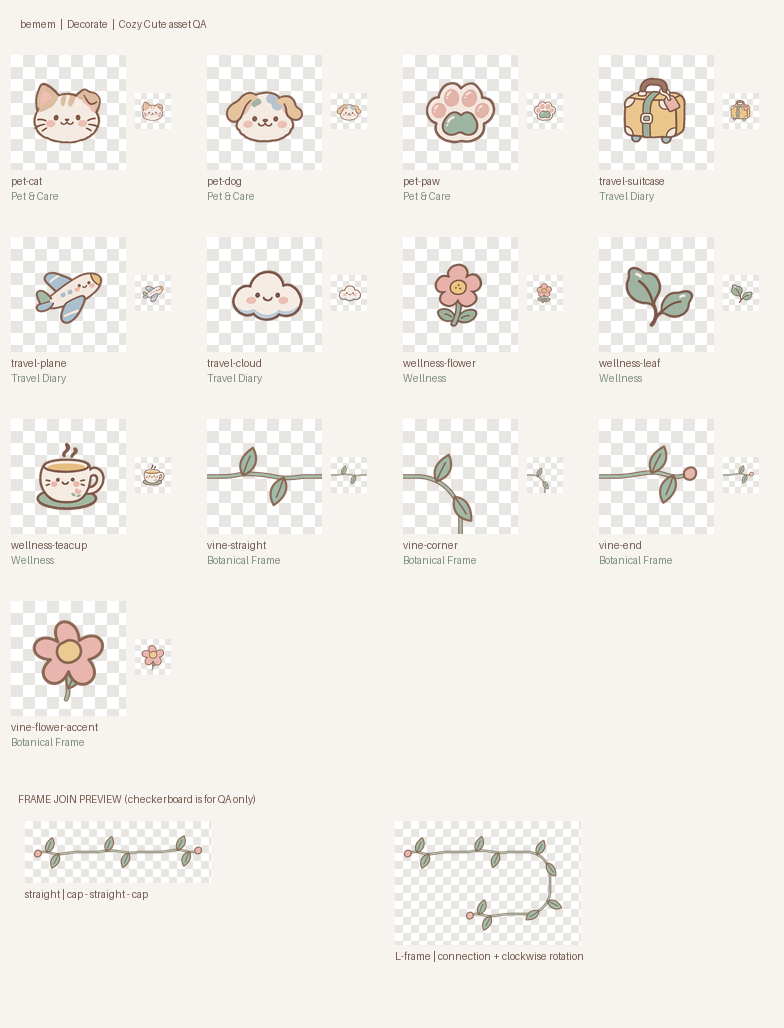 bemem | Decorate | Cozy Cute asset QA
pet-cat
Pet & Care
pet-dog
Pet & Care
pet-paw
Pet & Care
travel-suitcase
Travel Diary
travel-plane
Travel Diary
travel-cloud
Travel Diary
wellness-flower
Wellness
wellness-leaf
Wellness
wellness-teacup
Wellness
vine-straight
Botanical Frame
vine-corner
Botanical Frame
vine-end
Botanical Frame
vine-flower-accent
Botanical Frame
FRAME JOIN PREVIEW (checkerboard is for QA only)
straight | cap - straight - cap
L-frame | connection + clockwise rotation